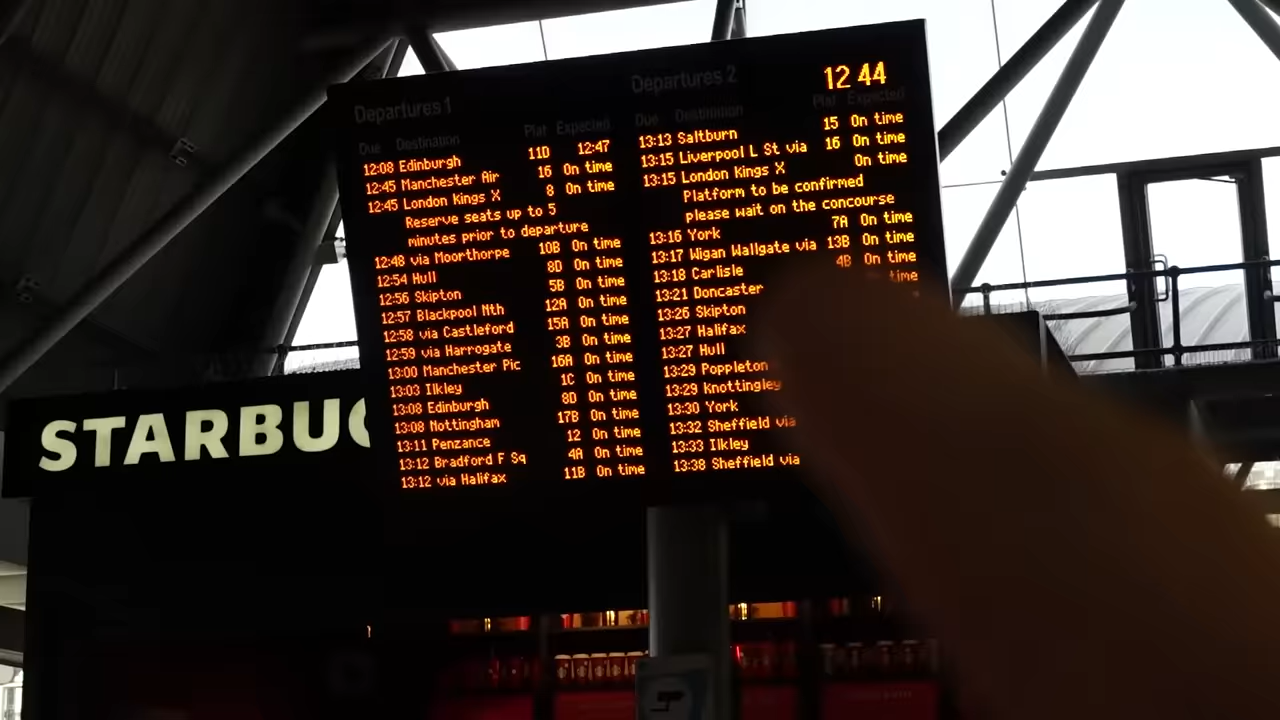 12 44
Departures 1
Due Destination Plat Expected
12:08 Edinburgh 11D 12:47
12:45 Manchester Air 16 On time
12:45 London Kings X 8 On time
Reserve seats up to 5
minutes prior to departure
12:48 via Moorthorpe 10B On time
12:54 Hull 8D On time
12:56 Skipton 5B On time
12:57 Blackpool Nth 12A On time
12:58 via Castleford 15A On time
12:59 via Harrogate 3B On time
13:00 Manchester Pic 16A On time
13:03 Ilkley 1C On time
13:08 Edinburgh 8D On time
13:08 Nottingham 17B On time
13:11 Penzance 12 On time
13:12 Bradford F Sq 4A On time
13:12 via Halifax 11B On time
Departures 2
Due Destination Plat Expected
13:13 Saltburn 15 On time
13:15 Liverpool L St via 16 On time
13:15 London Kings X On time
Platform to be confirmed
please wait on the concourse
13:16 York 7A On time
13:17 Wigan Wallgate via 13B On time
13:18 Carlisle 4B On time
13:21 Doncaster time
13:26 Skipton
13:27 Halifax
13:27 Hull
13:29 Poppleton
13:29 Knottingley
13:30 York
13:32 Sheffield via
13:33 Ilkley
13:38 Sheffield via
STARBUC